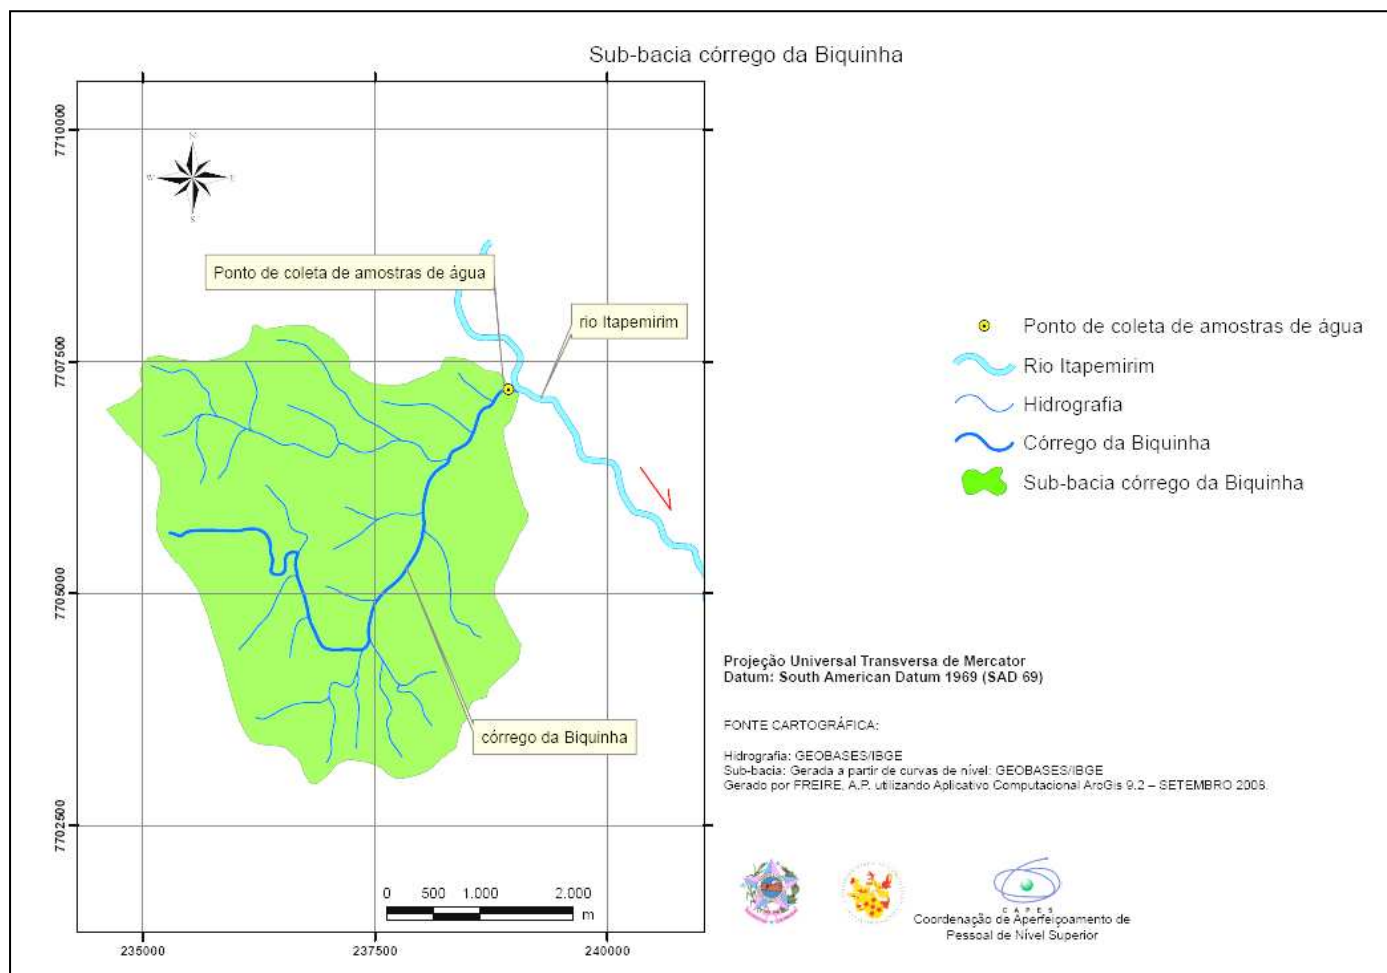 Sub-bacia córrego da Biquinha
7710000
N
W
E
S
Ponto de coleta de amostras de água
rio Itapemirim
7707500
7705000
córrego da Biquinha
7702500
0 500 1.000 2.000
m
235000 237500 240000
Ponto de coleta de amostras de água
Rio Itapemirim
Hidrografia
Córrego da Biquinha
Sub-bacia córrego da Biquinha
Projeção Universal Transversa de Mercator
Datum: South American Datum 1969 (SAD 69)
FONTE CARTOGRÁFICA:
Hidrografia: GEOBASES/IBGE
Sub-bacia: Gerada a partir de curvas de nível: GEOBASES/IBGE
Gerado por FREIRE, A.P. utilizando Aplicativo Computacional ArcGis 9.2 – SETEMBRO 2008.
CAPES
Coordenação de Aperfeiçoamento de
Pessoal de Nível Superior